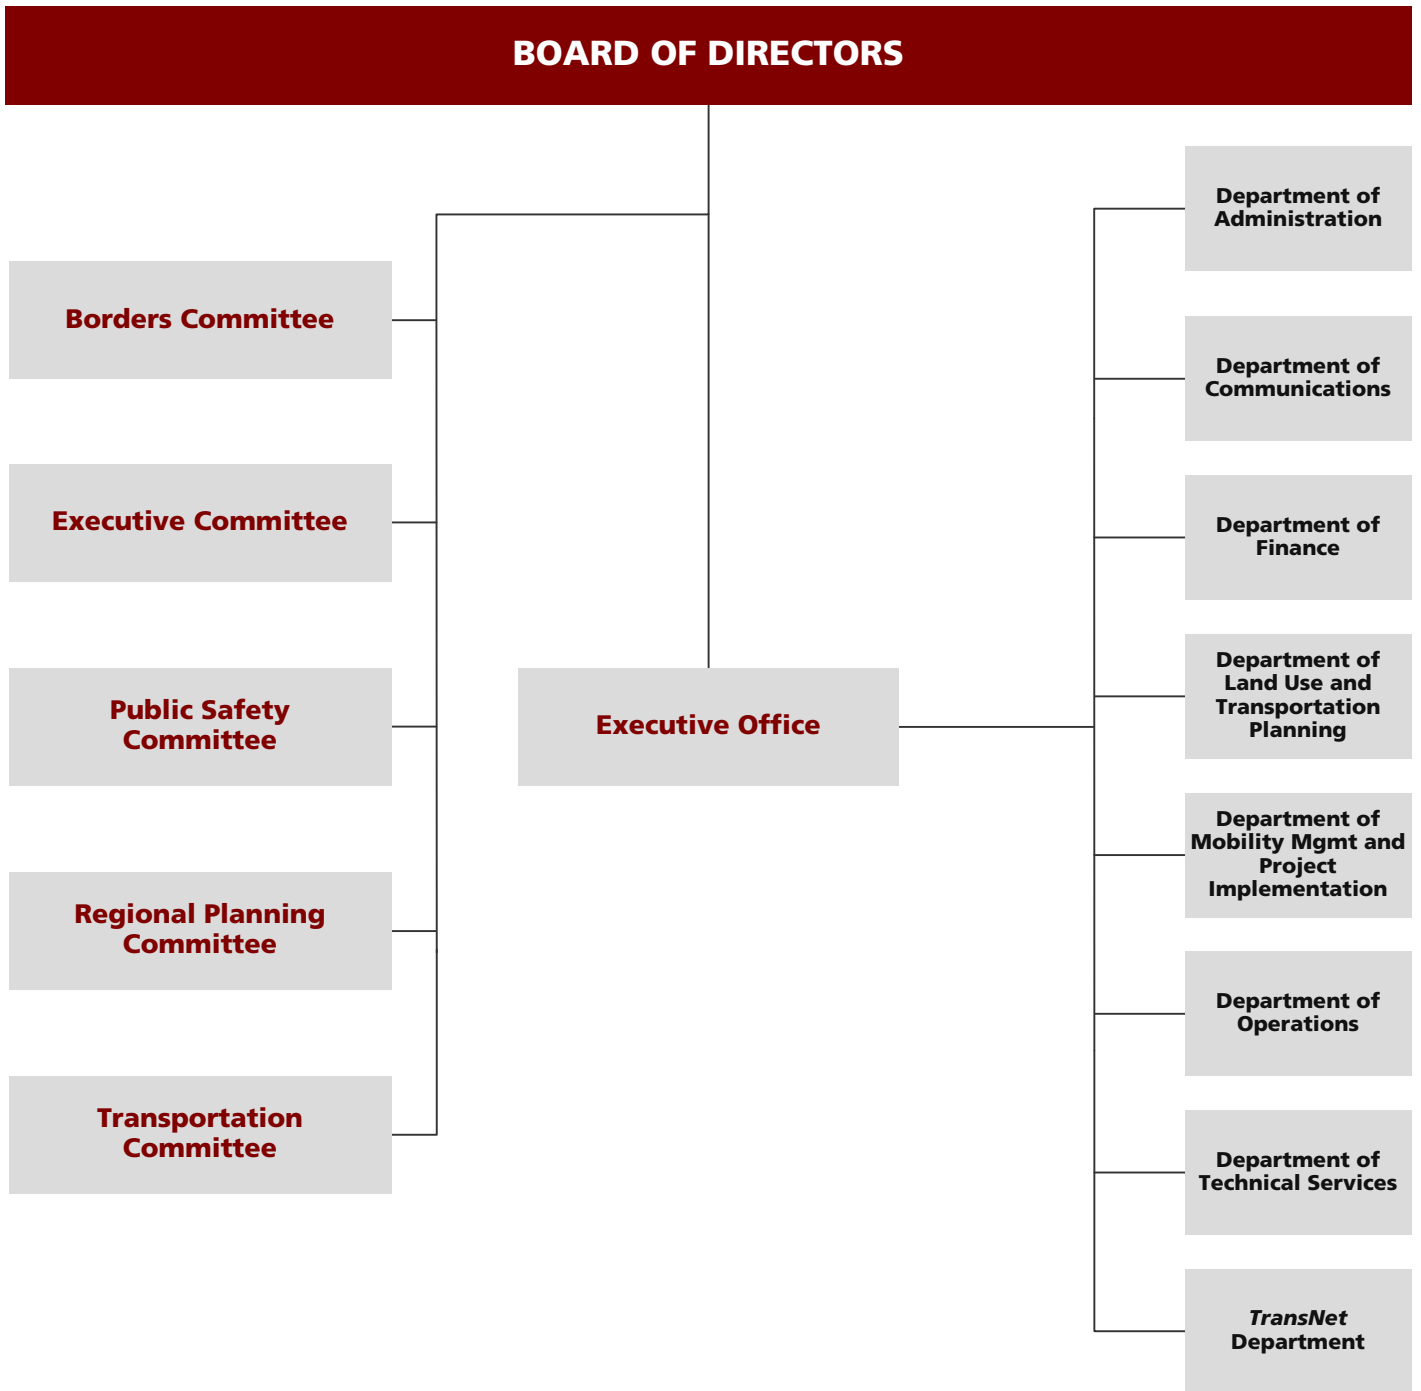 BOARD OF DIRECTORS
Borders Committee
Executive Committee
Public Safety
Committee
Regional Planning
Committee
Transportation
Committee
Executive Office
Department of
Administration
Department of
Communications
Department of
Finance
Department of
Land Use and
Transportation
Planning
Department of
Mobility Mgmt and
Project
Implementation
Department of
Operations
Department of
Technical Services
TransNet
Department